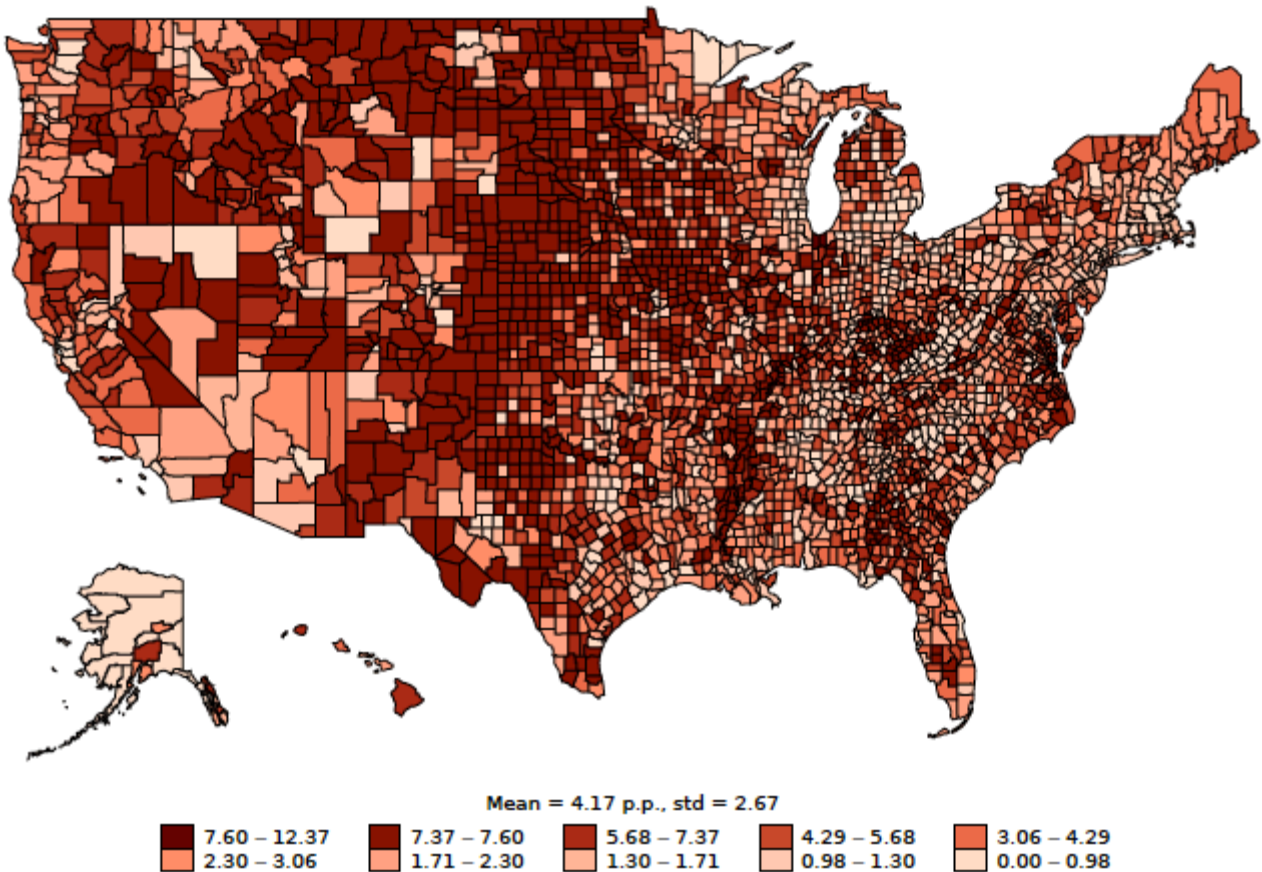 Mean = 4.17 p.p., std = 2.67
7.60 – 12.37 7.37 – 7.60 5.68 – 7.37 4.29 – 5.68 3.06 – 4.29
2.30 – 3.06 1.71 – 2.30 1.30 – 1.71 0.98 – 1.30 0.00 – 0.98